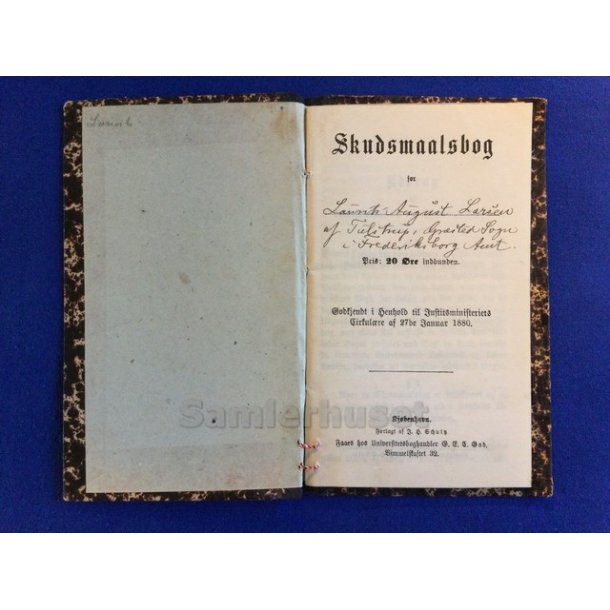 Laurits
Skudsmaalsbog
for
Laurits August Larsen
af Tulstrup, Græsted Sogn
i Frederiksborg Amt.
Pris: 20 Øre indbunden.
Godkjendt i Henhold til Justitsministeriets
Cirkulære af 27de Januar 1880.
Samlerhuset
Kjøbenhavn.
Forlagt af J. H. Schultz
Faaes hos Universitetsboghandler G. E. C. Gad,
Vimmelskaftet 32.